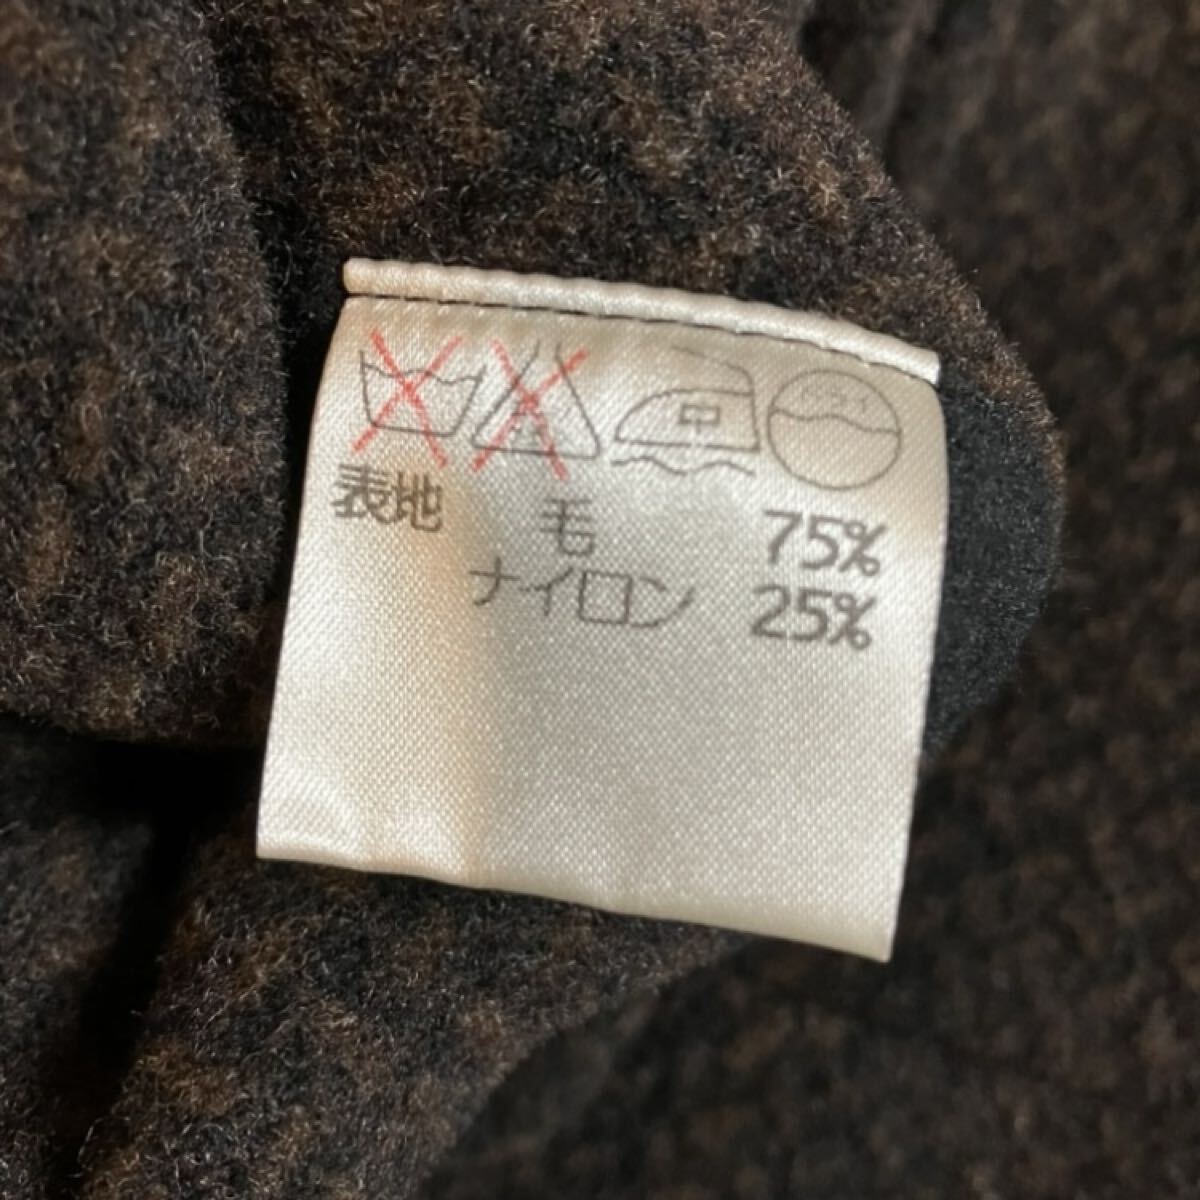 中
表地 毛 75%
ナイロン 25%